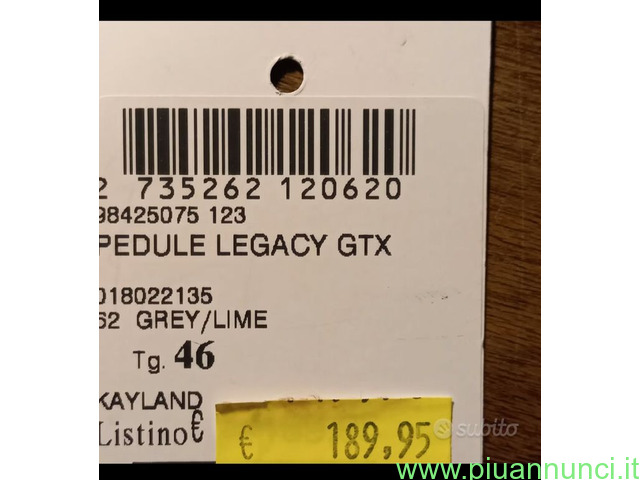 2 735262 120620
98425075 123
PEDULE LEGACY GTX
018022135
62 GREY/LIME
Tg. 46
KAYLAND
Listino €
€ 189,95
subito
www.piuannunci.it